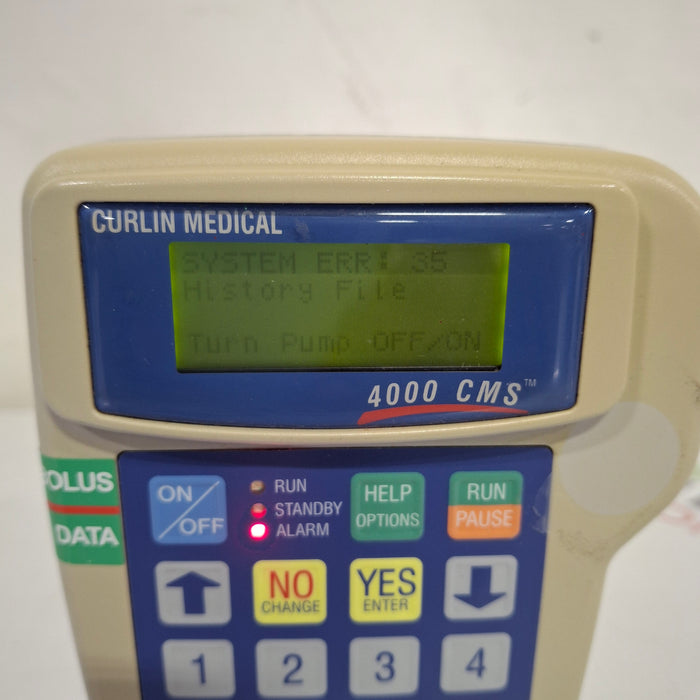 CURLIN MEDICAL
SYSTEM ERR: 35
History File
Turn Pump OFF/ON
4000 CMS™
OLUS
DATA
ON/OFF
RUN
STANDBY
ALARM
HELP
OPTIONS
RUN
PAUSE
NO
CHANGE
YES
ENTER
1 2 3 4